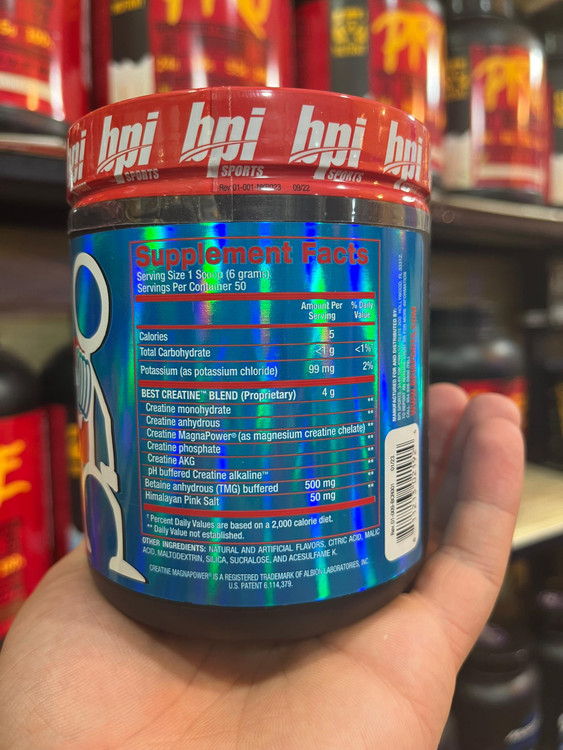 bpi
SPORTS
bpi
SPORTS
bpi
SPORTS
bpi
09/22
Supplement Facts
Serving Size 1 Scoop (6 grams)
Servings Per Container 50
Amount Per Serving
% Daily Value
Calories 5
Total Carbohydrate <1 g <1%
Potassium (as potassium chloride) 99 mg 2%
BEST CREATINE™ BLEND (Proprietary) 4 g
Creatine monohydrate **
Creatine anhydrous **
Creatine MagnaPower® (as magnesium creatine chelate) **
Creatine phosphate **
Creatine AKG **
pH buffered Creatine alkaline™ **
Betaine anhydrous (TMG) buffered 500 mg **
Himalayan Pink Salt 50 mg **
* Percent Daily Values are based on a 2,000 calorie diet.
** Daily Value not established.
OTHER INGREDIENTS: NATURAL AND ARTIFICIAL FLAVORS, CITRIC ACID, MALIC
ACID, MALTODEXTRIN, SILICA, SUCRALOSE, AND ACESULFAME K.
CREATINE MAGNAPOWER® IS A REGISTERED TRADEMARK OF ALBION LABORATORIES, INC.
U.S. PATENT 6,114,379.
MANUFACTURED FOR AND DISTRIBUTED BY: